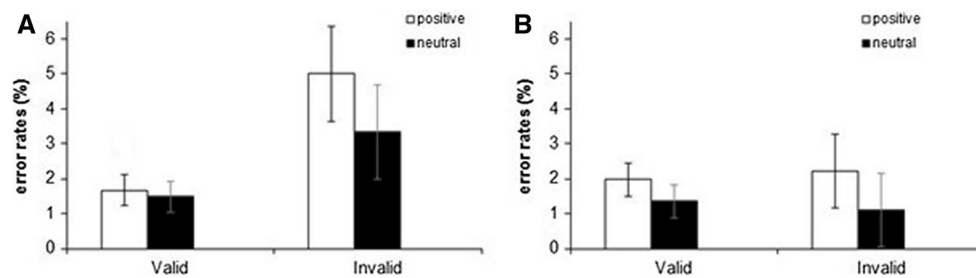 A
error rates (%)
6
5
4
3
2
1
0
positive
neutral
Valid
Invalid
B
error rates (%)
6
5
4
3
2
1
0
positive
neutral
Valid
Invalid